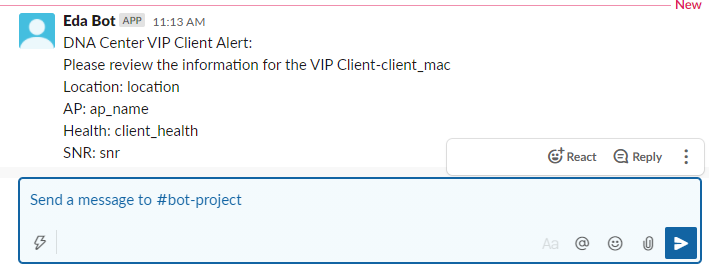 New
Eda Bot APP 11:13 AM
DNA Center VIP Client Alert:
Please review the information for the VIP Client-client_mac
Location: location
AP: ap_name
Health: client_health
SNR: snr
React Reply
Send a message to #bot-project
Aa @